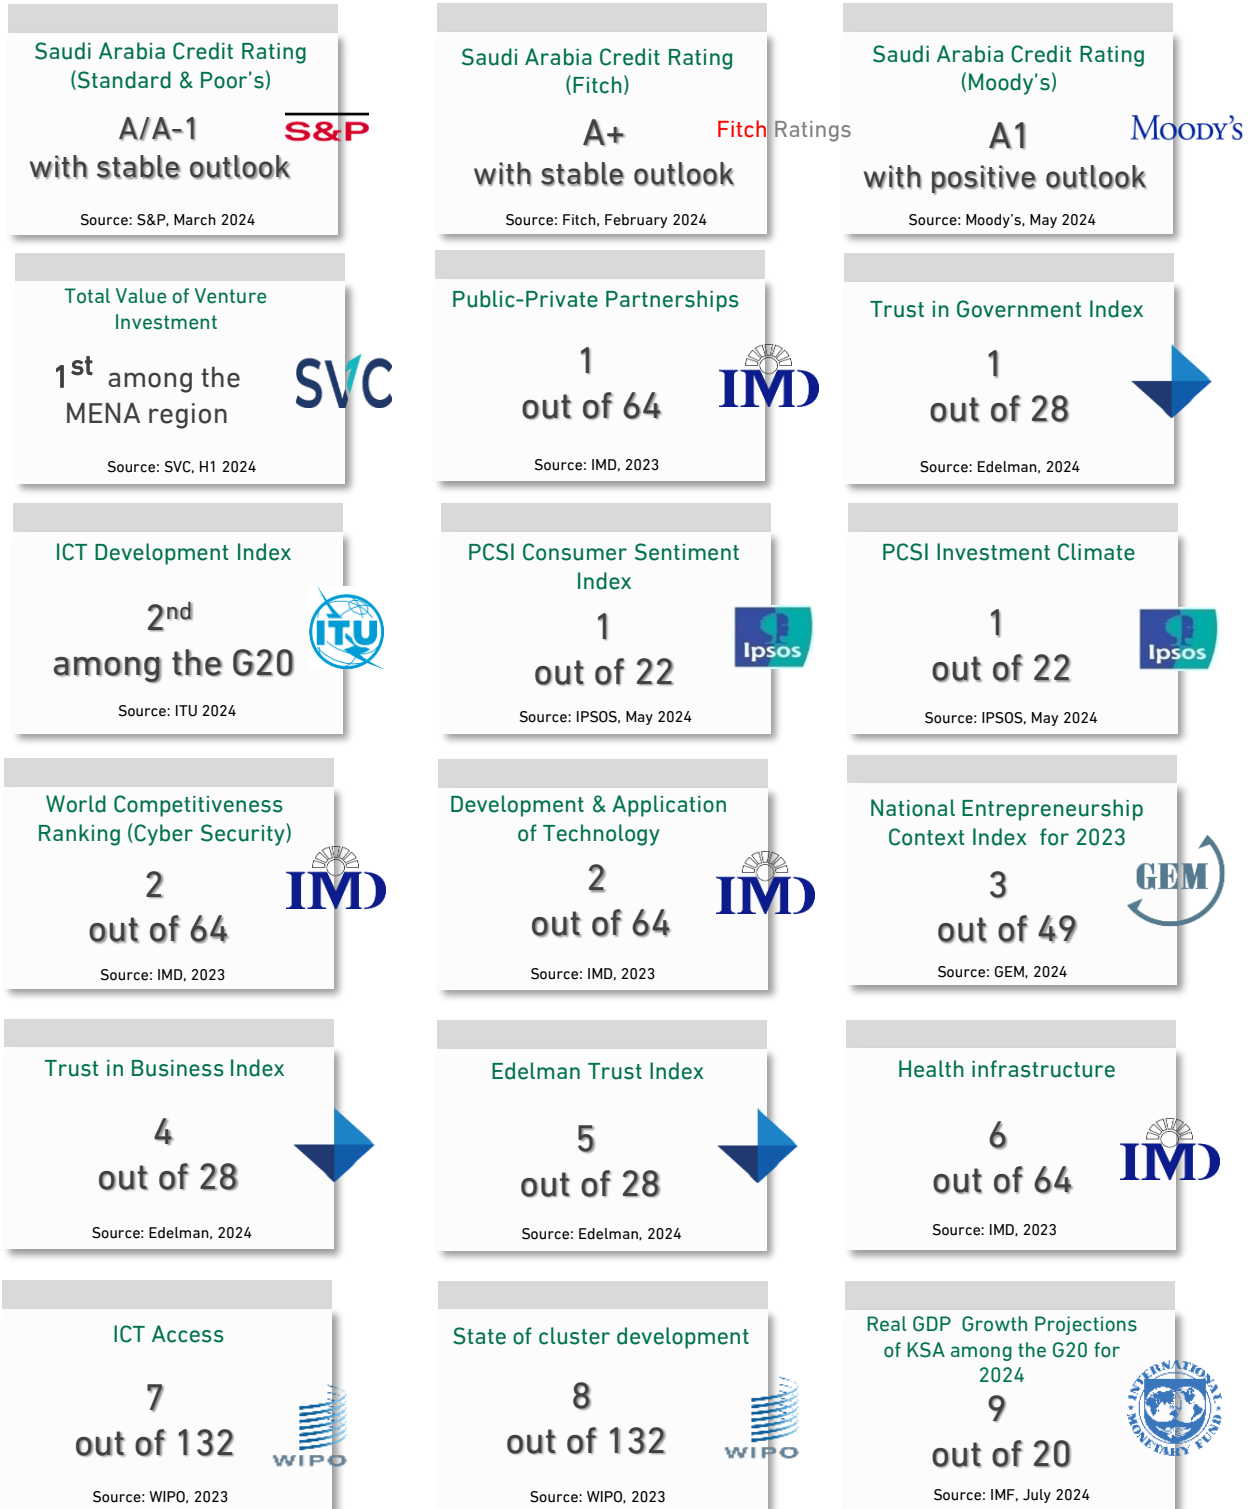 Saudi Arabia Credit Rating
(Standard & Poor's)
A/A-1
with stable outlook
S&P
Source: S&P, March 2024
Saudi Arabia Credit Rating
(Fitch)
A+
with stable outlook
Fitch Ratings
Source: Fitch, February 2024
Saudi Arabia Credit Rating
(Moody's)
A1
with positive outlook
MOODY'S
Source: Moody's, May 2024
Total Value of Venture
Investment
1st among the
MENA region
SVC
Source: SVC, H1 2024
Public-Private Partnerships
1
out of 64
IMD
Source: IMD, 2023
Trust in Government Index
1
out of 28
Source: Edelman, 2024
ICT Development Index
2nd
among the G20
ITU
Source: ITU 2024
PCSI Consumer Sentiment
Index
1
out of 22
Ipsos
Source: IPSOS, May 2024
PCSI Investment Climate
1
out of 22
Ipsos
Source: IPSOS, May 2024
World Competitiveness
Ranking (Cyber Security)
2
out of 64
IMD
Source: IMD, 2023
Development & Application
of Technology
2
out of 64
IMD
Source: IMD, 2023
National Entrepreneurship
Context Index for 2023
3
out of 49
GEM
Source: GEM, 2024
Trust in Business Index
4
out of 28
Source: Edelman, 2024
Edelman Trust Index
5
out of 28
Source: Edelman, 2024
Health infrastructure
6
out of 64
IMD
Source: IMD, 2023
ICT Access
7
out of 132
WIPO
Source: WIPO, 2023
State of cluster development
8
out of 132
WIPO
Source: WIPO, 2023
Real GDP Growth Projections
of KSA among the G20 for
2024
9
out of 20
INTERNATIONAL
MONETARY FUND
Source: IMF, July 2024